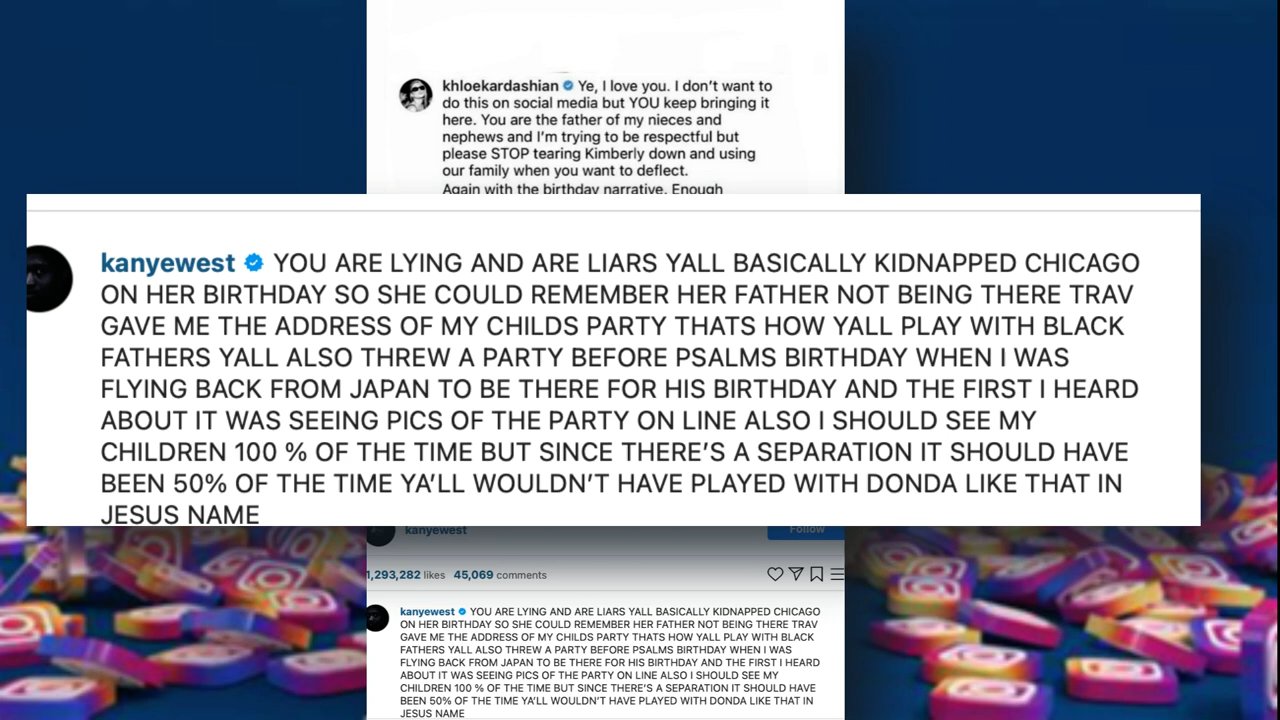 khloekardashian Ye, I love you. I don't want to
do this on social media but YOU keep bringing it
here. You are the father of my nieces and
nephews and I'm trying to be respectful but
please STOP tearing Kimberly down and using
our family when you want to deflect.
Again with the birthday narrative. Enough
kanyewest YOU ARE LYING AND ARE LIARS YALL BASICALLY KIDNAPPED CHICAGO
ON HER BIRTHDAY SO SHE COULD REMEMBER HER FATHER NOT BEING THERE TRAV
GAVE ME THE ADDRESS OF MY CHILDS PARTY THATS HOW YALL PLAY WITH BLACK
FATHERS YALL ALSO THREW A PARTY BEFORE PSALMS BIRTHDAY WHEN I WAS
FLYING BACK FROM JAPAN TO BE THERE FOR HIS BIRTHDAY AND THE FIRST I HEARD
ABOUT IT WAS SEEING PICS OF THE PARTY ON LINE ALSO I SHOULD SEE MY
CHILDREN 100 % OF THE TIME BUT SINCE THERE'S A SEPARATION IT SHOULD HAVE
BEEN 50% OF THE TIME YA'LL WOULDN'T HAVE PLAYED WITH DONDA LIKE THAT IN
JESUS NAME
kanyewest Follow
1,293,282 likes 45,069 comments
kanyewest YOU ARE LYING AND ARE LIARS YALL BASICALLY KIDNAPPED CHICAGO
ON HER BIRTHDAY SO SHE COULD REMEMBER HER FATHER NOT BEING THERE TRAV
GAVE ME THE ADDRESS OF MY CHILDS PARTY THATS HOW YALL PLAY WITH BLACK
FATHERS YALL ALSO THREW A PARTY BEFORE PSALMS BIRTHDAY WHEN I WAS
FLYING BACK FROM JAPAN TO BE THERE FOR HIS BIRTHDAY AND THE FIRST I HEARD
ABOUT IT WAS SEEING PICS OF THE PARTY ON LINE ALSO I SHOULD SEE MY
CHILDREN 100 % OF THE TIME BUT SINCE THERE'S A SEPARATION IT SHOULD HAVE
BEEN 50% OF THE TIME YA'LL WOULDN'T HAVE PLAYED WITH DONDA LIKE THAT IN
JESUS NAME